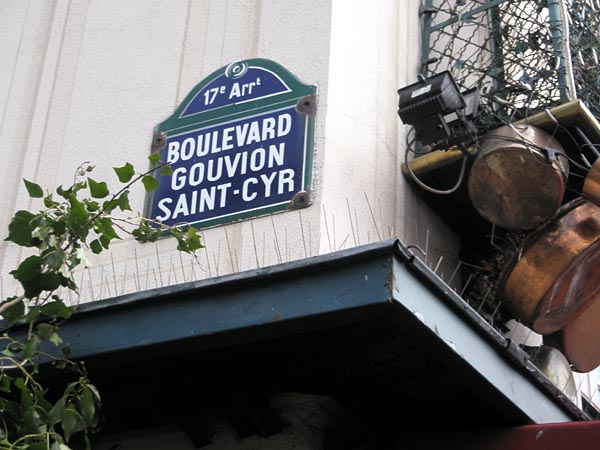 17e Arrt
BOULEVARD
GOUVION
SAINT-CYR